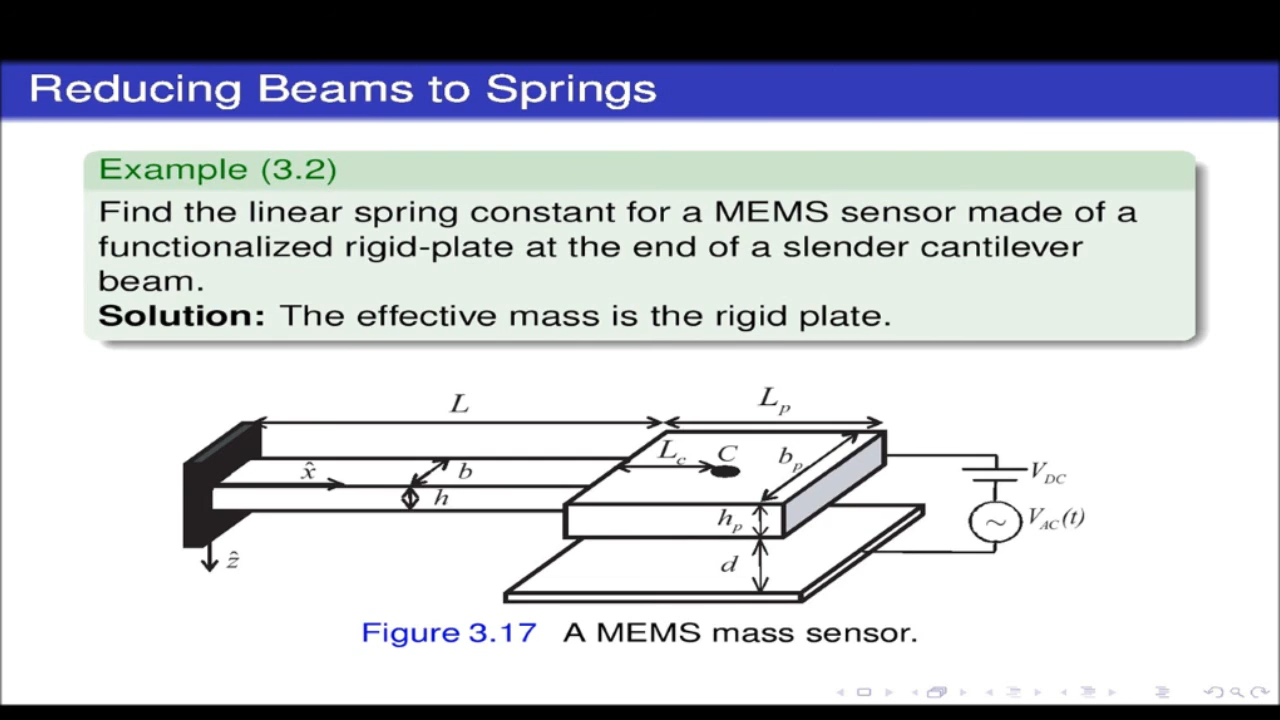 Reducing Beams to Springs
Example (3.2)
Find the linear spring constant for a MEMS sensor made of a
functionalized rigid-plate at the end of a slender cantilever
beam.
Solution: The effective mass is the rigid plate.
L
L_p
L_c
C
b_p
x̂
b
h
V_DC
h_p
~
V_AC(t)
ẑ
d
Figure 3.17 A MEMS mass sensor.